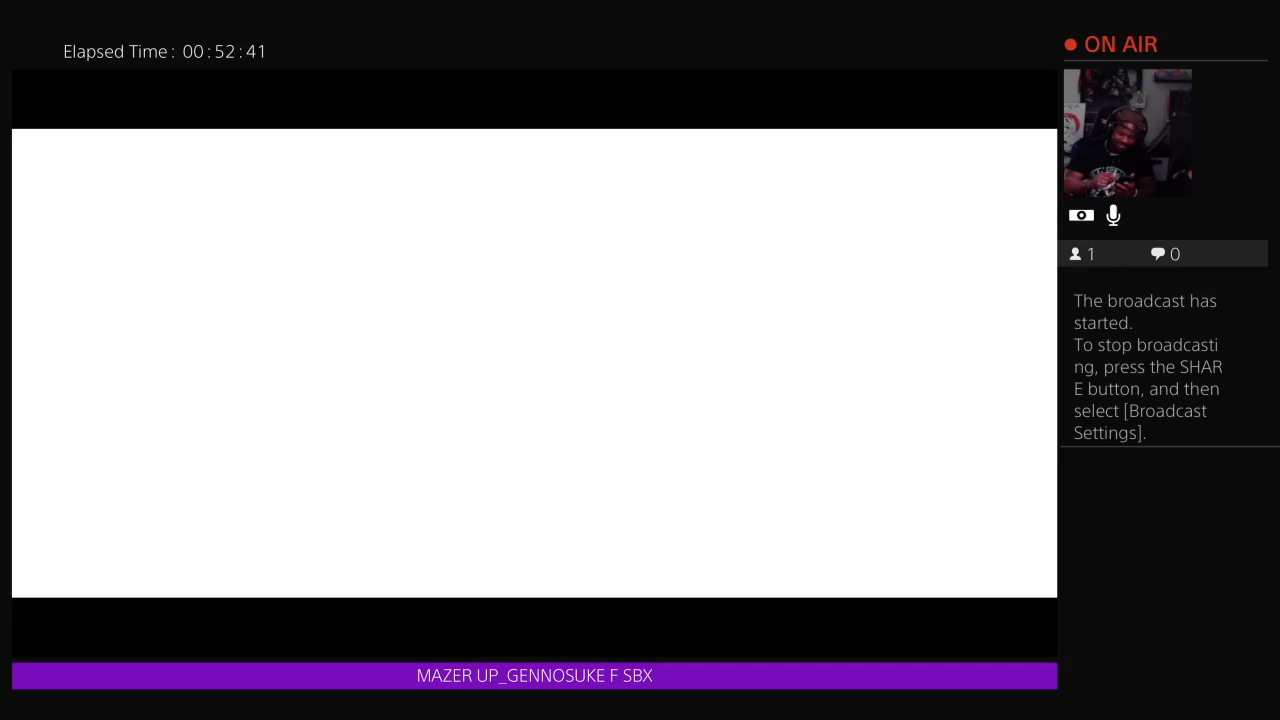 Elapsed Time : 00 : 52 : 41
ON AIR
1
0
The broadcast has
started.
To stop broadcasti
ng, press the SHAR
E button, and then
select [Broadcast
Settings].
MAZER UP_GENNOSUKE F SBX